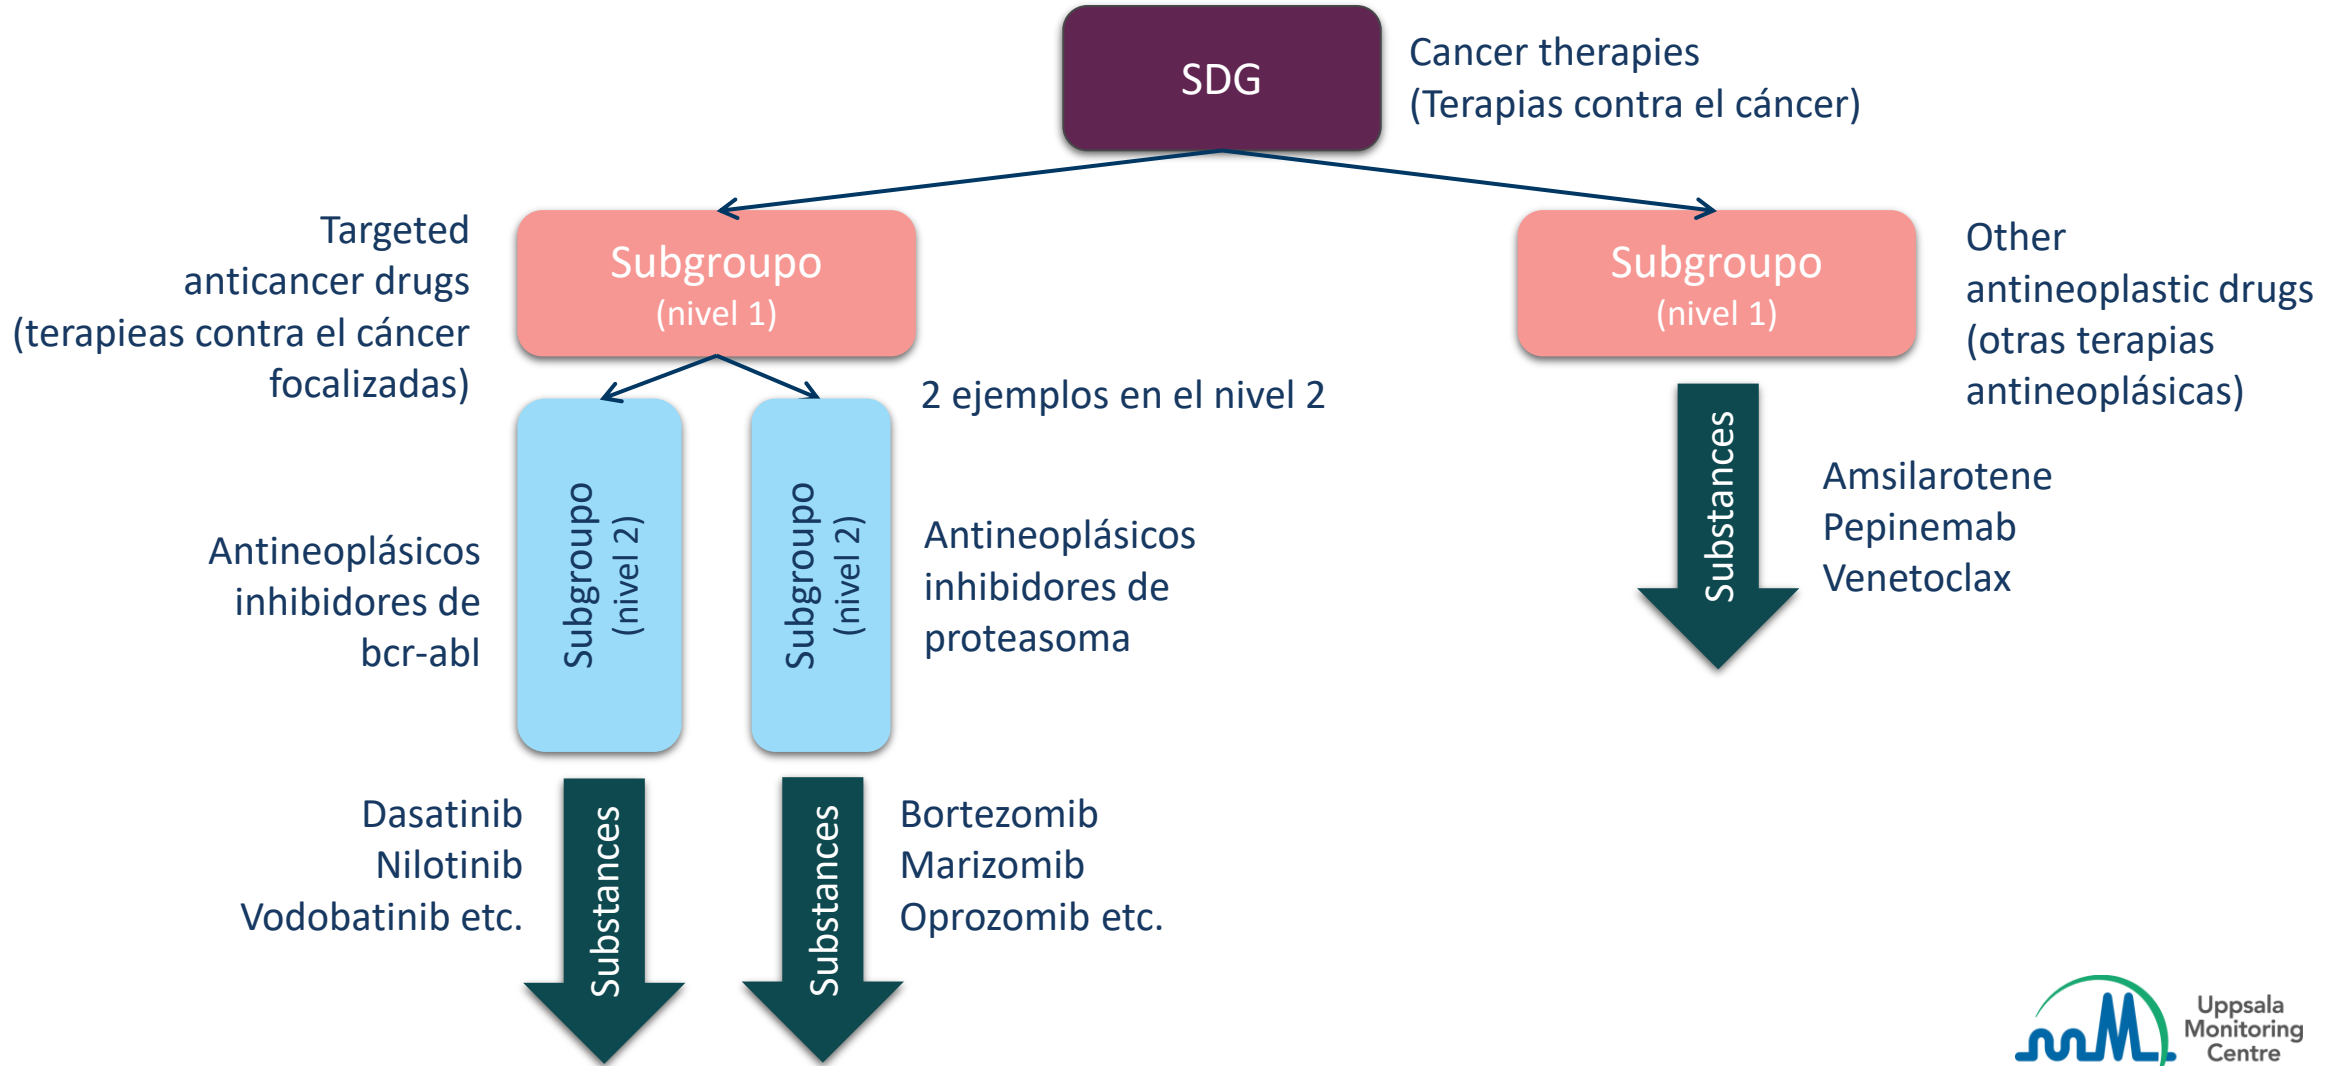 SDG
Cancer therapies
(Terapias contra el cáncer)
Targeted
anticancer drugs
(terapieas contra el cáncer
focalizadas)
Subgroupo
(nivel 1)
Subgroupo
(nivel 1)
Other
antineoplastic drugs
(otras terapias
antineoplásicas)
2 ejemplos en el nivel 2
Antineoplásicos
inhibidores de
bcr-abl
Subgroupo
(nivel 2)
Subgroupo
(nivel 2)
Antineoplásicos
inhibidores de
proteasoma
Substances
Amsilarotene
Pepinemab
Venetoclax
Dasatinib
Nilotinib
Vodobatinib etc.
Substances
Substances
Bortezomib
Marizomib
Oprozomib etc.
Uppsala
Monitoring
Centre